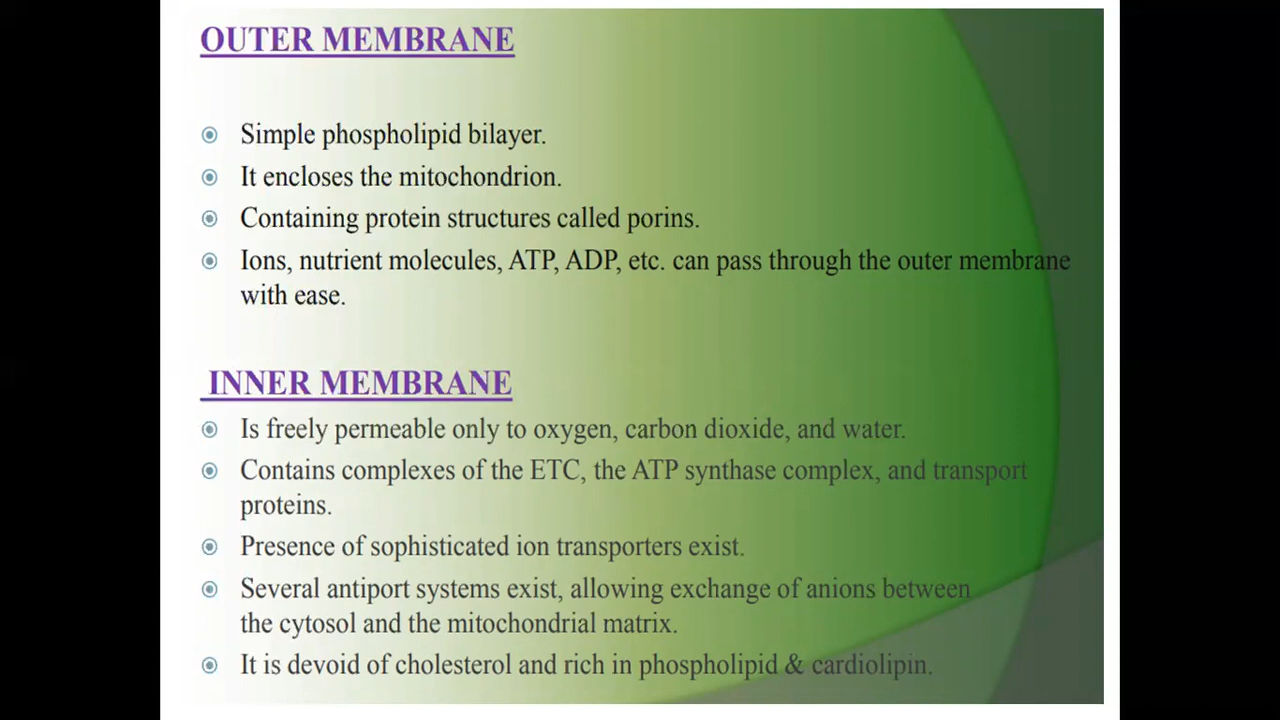 OUTER MEMBRANE
Simple phospholipid bilayer.
It encloses the mitochondrion.
Containing protein structures called porins.
Ions, nutrient molecules, ATP, ADP, etc. can pass through the outer membrane
with ease.
INNER MEMBRANE
Is freely permeable only to oxygen, carbon dioxide, and water.
Contains complexes of the ETC, the ATP synthase complex, and transport
proteins.
Presence of sophisticated ion transporters exist.
Several antiport systems exist, allowing exchange of anions between
the cytosol and the mitochondrial matrix.
It is devoid of cholesterol and rich in phospholipid & cardiolipin.